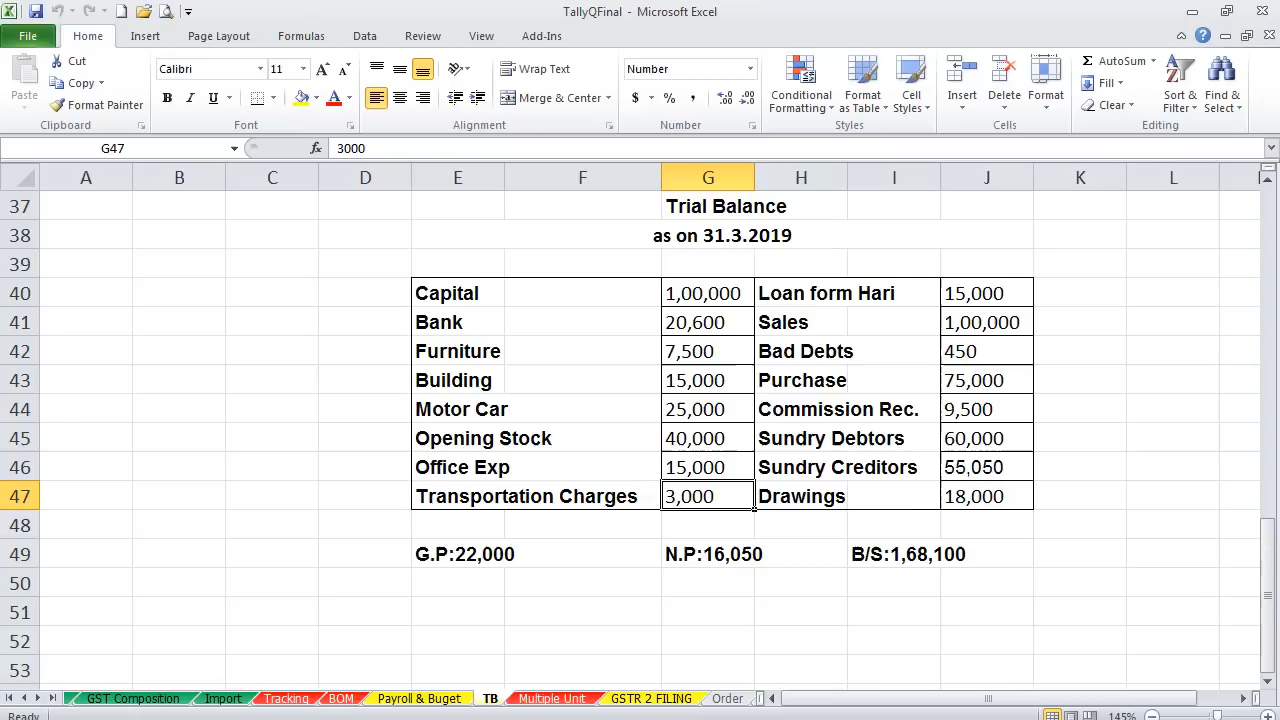 TallyQFinal - Microsoft Excel
File Home Insert Page Layout Formulas Data Review View Add-Ins
Paste Cut Copy Format Painter Clipboard
Calibri 11 B I U Font
Wrap Text Merge & Center Alignment
Number $ % , Number
Conditional Formatting Format as Table Cell Styles Styles
Insert Delete Format Cells
AutoSum Fill Clear Sort & Filter Find & Select Editing
G47 fx 3000
A B C D E F G H I J K L
37 Trial Balance
38 as on 31.3.2019
39
40 Capital 1,00,000 Loan form Hari 15,000
41 Bank 20,600 Sales 1,00,000
42 Furniture 7,500 Bad Debts 450
43 Building 15,000 Purchase 75,000
44 Motor Car 25,000 Commission Rec. 9,500
45 Opening Stock 40,000 Sundry Debtors 60,000
46 Office Exp 15,000 Sundry Creditors 55,050
47 Transportation Charges 3,000 Drawings 18,000
48
49 G.P:22,000 N.P:16,050 B/S:1,68,100
50
51
52
53
GST Composition Import Tracking BOM Payroll & Buget TB Multiple Unit GSTR 2 FILING Order
Ready 145%